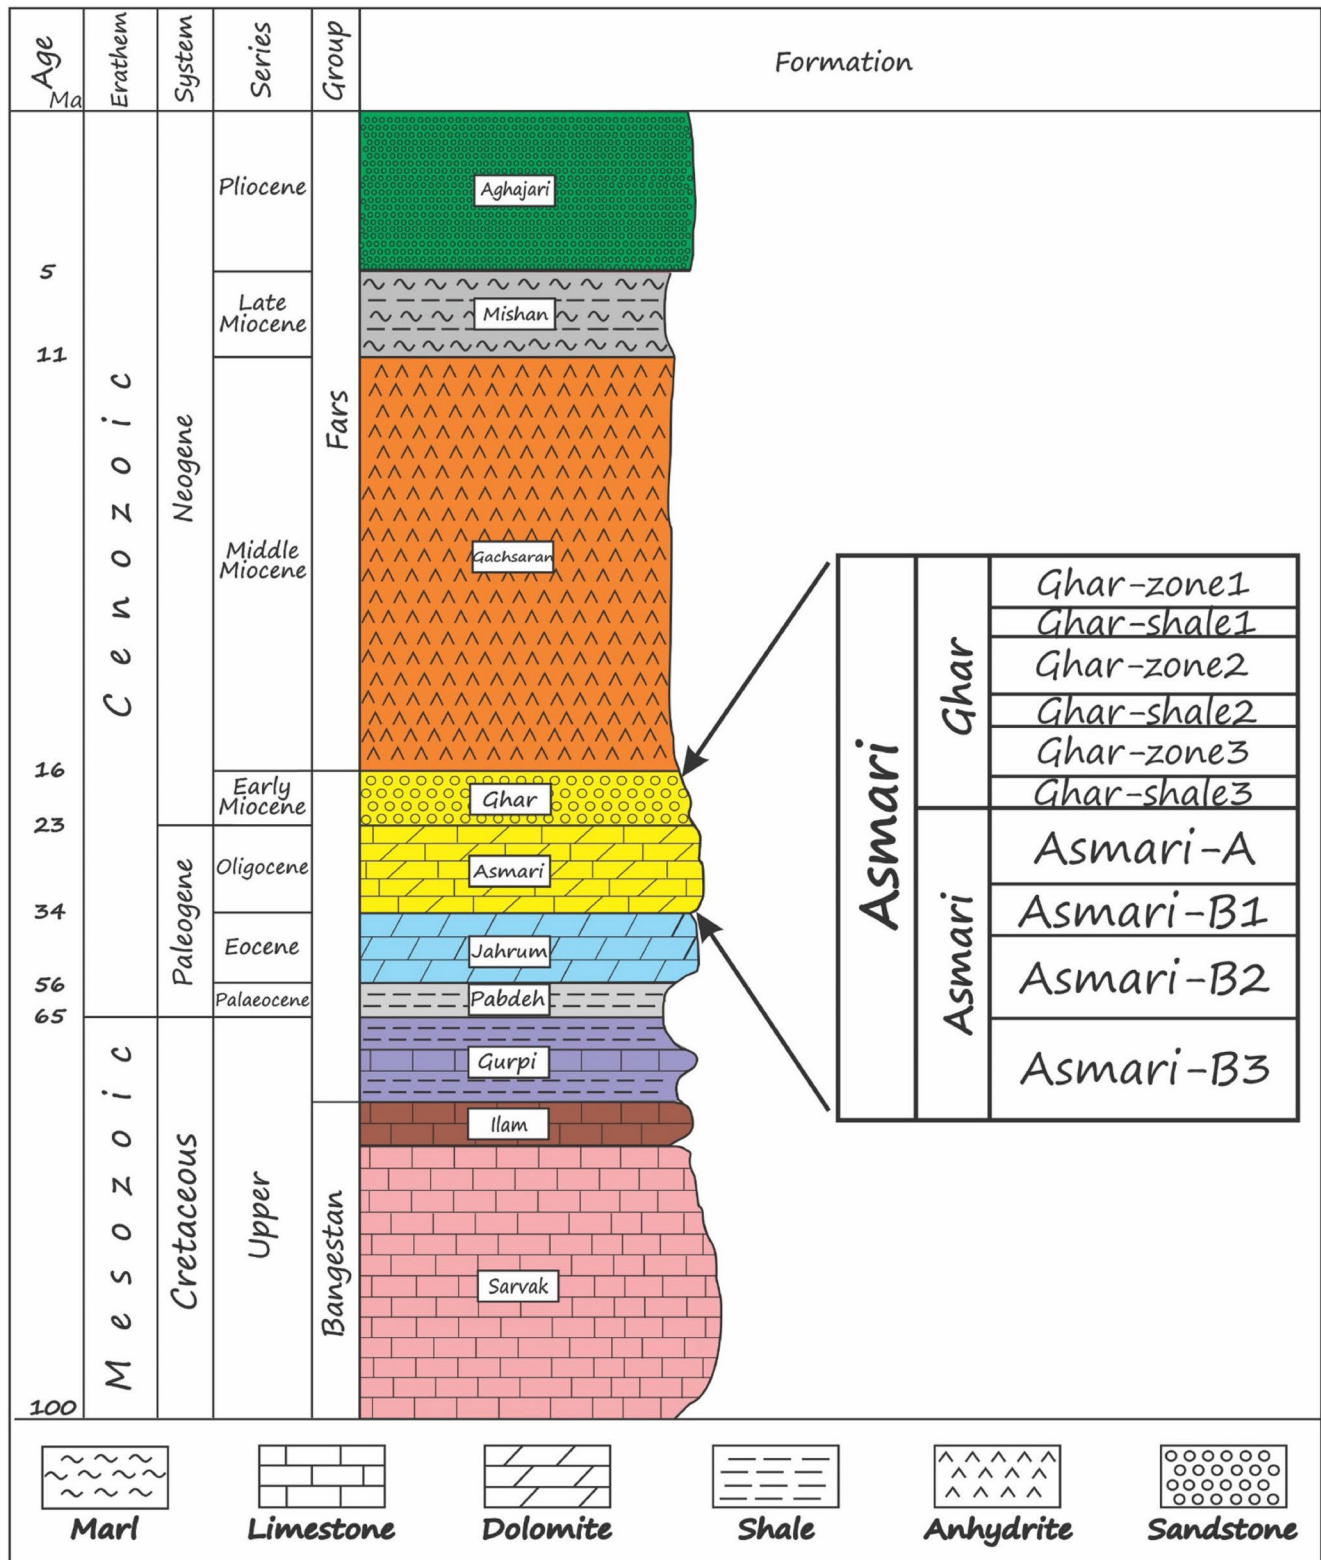 Age
Ma
Erathem
System
Series
Group
Formation
5
11
16
23
34
56
65
100
Cenozoic
Mesozoic
Neogene
Paleogene
Cretaceous
Pliocene
Late
Miocene
Middle
Miocene
Early
Miocene
Oligocene
Eocene
Palaeocene
Upper
Fars
Bangestan
Aghajari
Mishan
Gachsaran
Ghar
Asmari
Jahrum
Pabdeh
Gurpi
Ilam
Sarvak
Asmari
Ghar
Asmari
Ghar-zone1
Ghar-shale1
Ghar-zone2
Ghar-shale2
Ghar-zone3
Ghar-shale3
Asmari-A
Asmari-B1
Asmari-B2
Asmari-B3
Marl
Limestone
Dolomite
Shale
Anhydrite
Sandstone